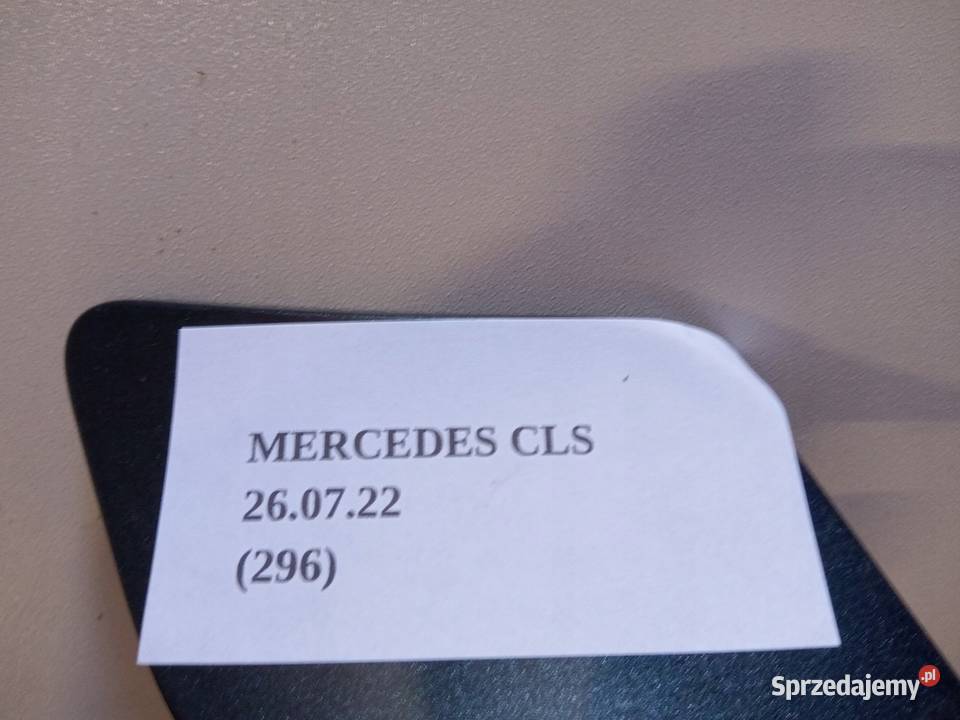 MERCEDES CLS
26.07.22
(296)
Sprzedajemy.pl